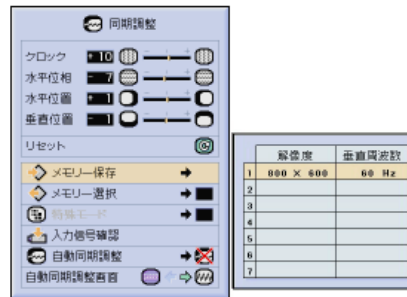 同期調整
クロック +10
水平位相 -7
水平位置 +1
垂直位置 -1
リセット
メモリー保存
メモリー選択
特殊モード
入力信号確認
自動同期調整
自動同期調整画面
解像度 垂直周波数
1 800 × 600 60 Hz
2
3
4
5
6
7